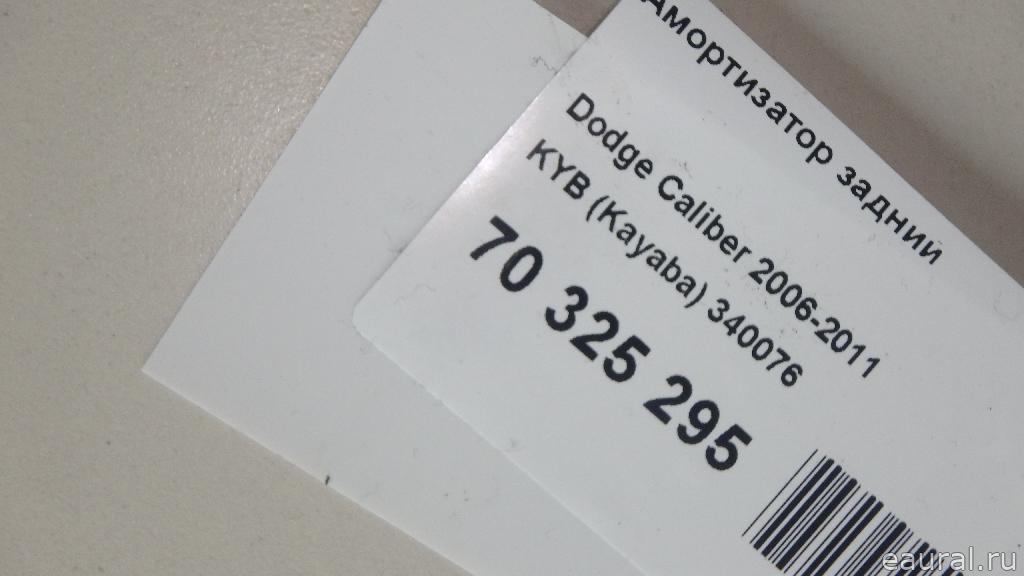 Амортизатор задний
Dodge Caliber 2006-2011
KYB (Kayaba) 340076
70 325 295
eaural.ru